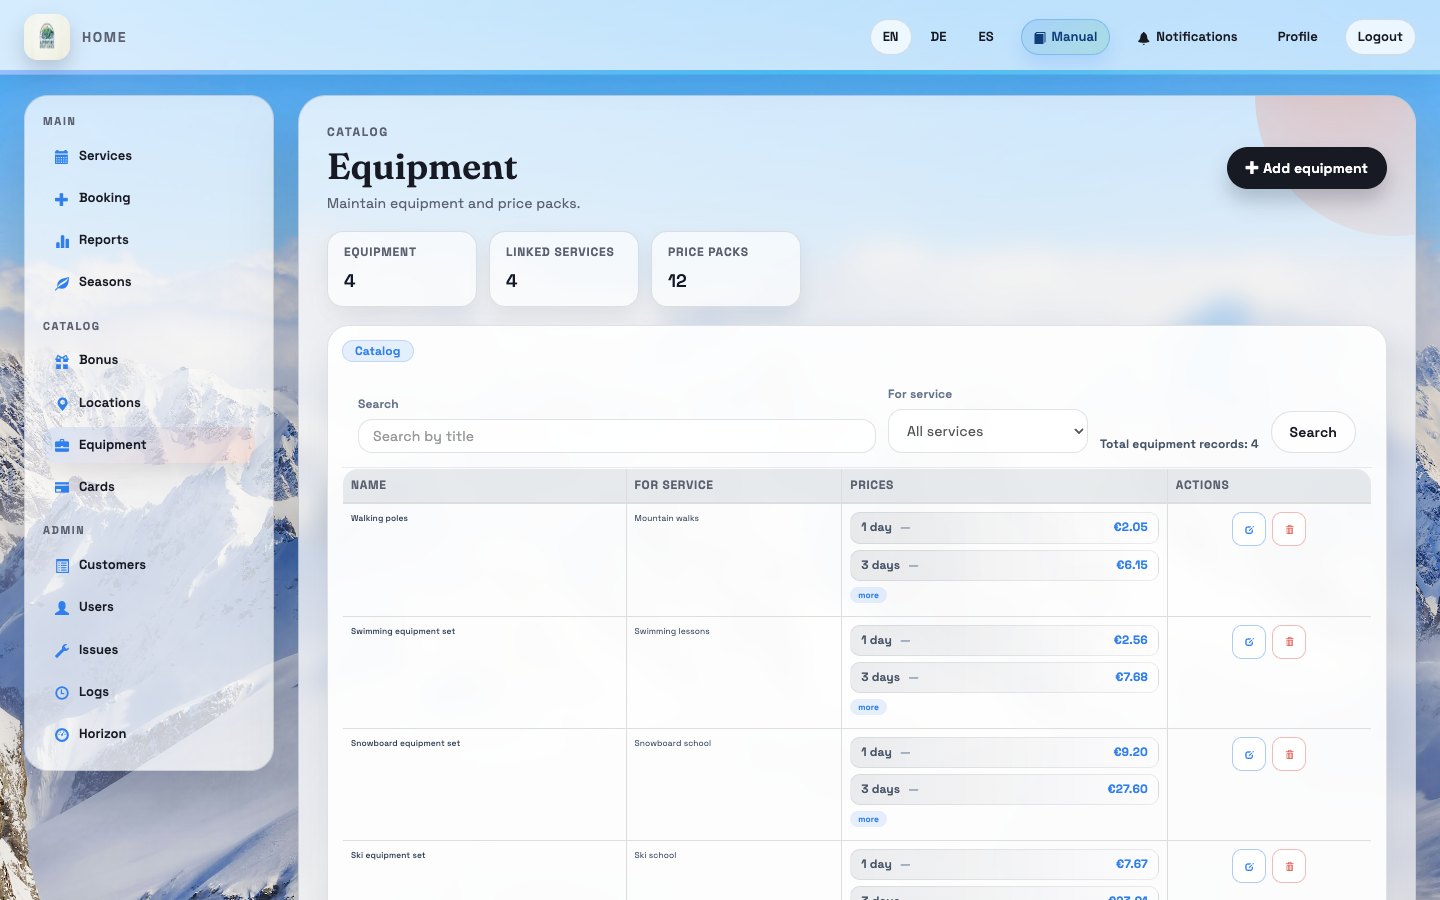 HOME
EN
DE
ES
Manual
Notifications
Profile
Logout
MAIN
Services
Booking
Reports
Seasons
CATALOG
Bonus
Locations
Equipment
Cards
ADMIN
Customers
Users
Issues
Logs
Horizon
CATALOG
Equipment
Maintain equipment and price packs.
Add equipment
EQUIPMENT
4
LINKED SERVICES
4
PRICE PACKS
12
Catalog
Search
Search by title
For service
All services
Total equipment records: 4
Search
NAME FOR SERVICE PRICES ACTIONS
Walking poles Mountain walks 1 day — €2.05
3 days — €6.15
more
Swimming equipment set Swimming lessons 1 day — €2.56
3 days — €7.68
more
Snowboard equipment set Snowboard school 1 day — €9.20
3 days — €27.60
more
Ski equipment set Ski school 1 day — €7.67